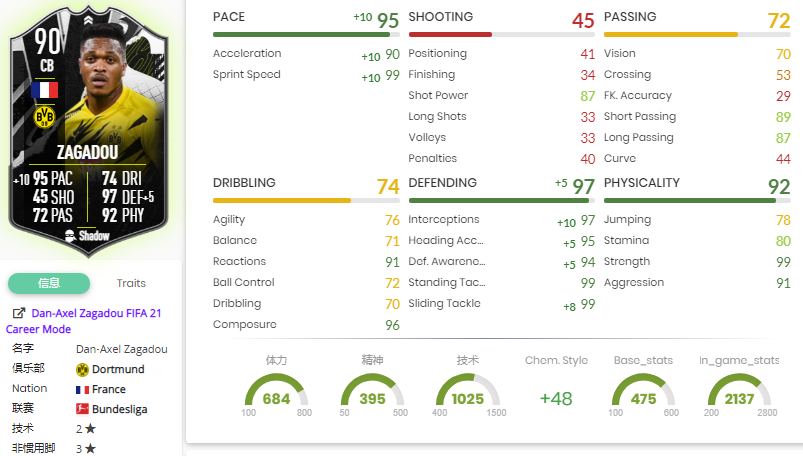 90
CB
ZAGADOU
+10 95 PAC 74 DRI
45 SHO 97 DEF+5
72 PAS 92 PHY
Shadow
信息 Traits
Dan-Axel Zagadou FIFA 21
Career Mode
名字 Dan-Axel Zagadou
俱乐部 Dortmund
Nation France
联赛 Bundesliga
技术 2★
非惯用脚 3★
PACE +10 95
Acceleration +10 90
Sprint Speed +10 99
SHOOTING 45
Positioning 41
Finishing 34
Shot Power 87
Long Shots 33
Volleys 33
Penalties 40
PASSING 72
Vision 70
Crossing 53
FK. Accuracy 29
Short Passing 89
Long Passing 87
Curve 44
DRIBBLING 74
Agility 76
Balance 71
Reactions 91
Ball Control 72
Dribbling 70
Composure 96
DEFENDING +5 97
Interceptions +10 97
Heading Acc... +5 95
Def. Awarene... +5 94
Standing Tac... 99
Sliding Tackle +8 99
PHYSICALITY 92
Jumping 78
Stamina 80
Strength 99
Aggression 91
体力 精神 技术 Chem. Style Base_stats in_game_stats
684 395 1025 +48 475 2137
100 800 50 500 400 1500 100 600 200 2800